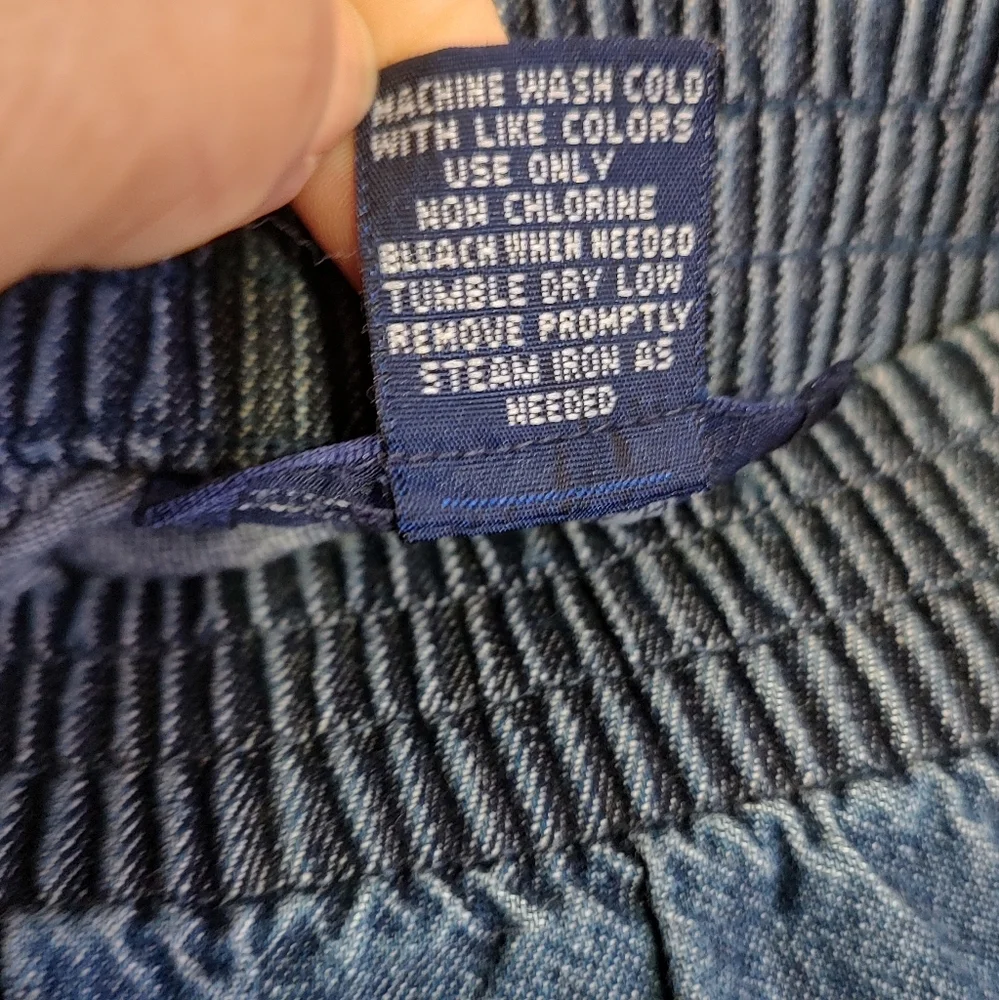 MACHINE WASH COLD
WITH LIKE COLORS
USE ONLY
NON CHLORINE
BLEACH WHEN NEEDED
TUMBLE DRY LOW
REMOVE PROMPTLY
STEAM IRON AS
NEEDED